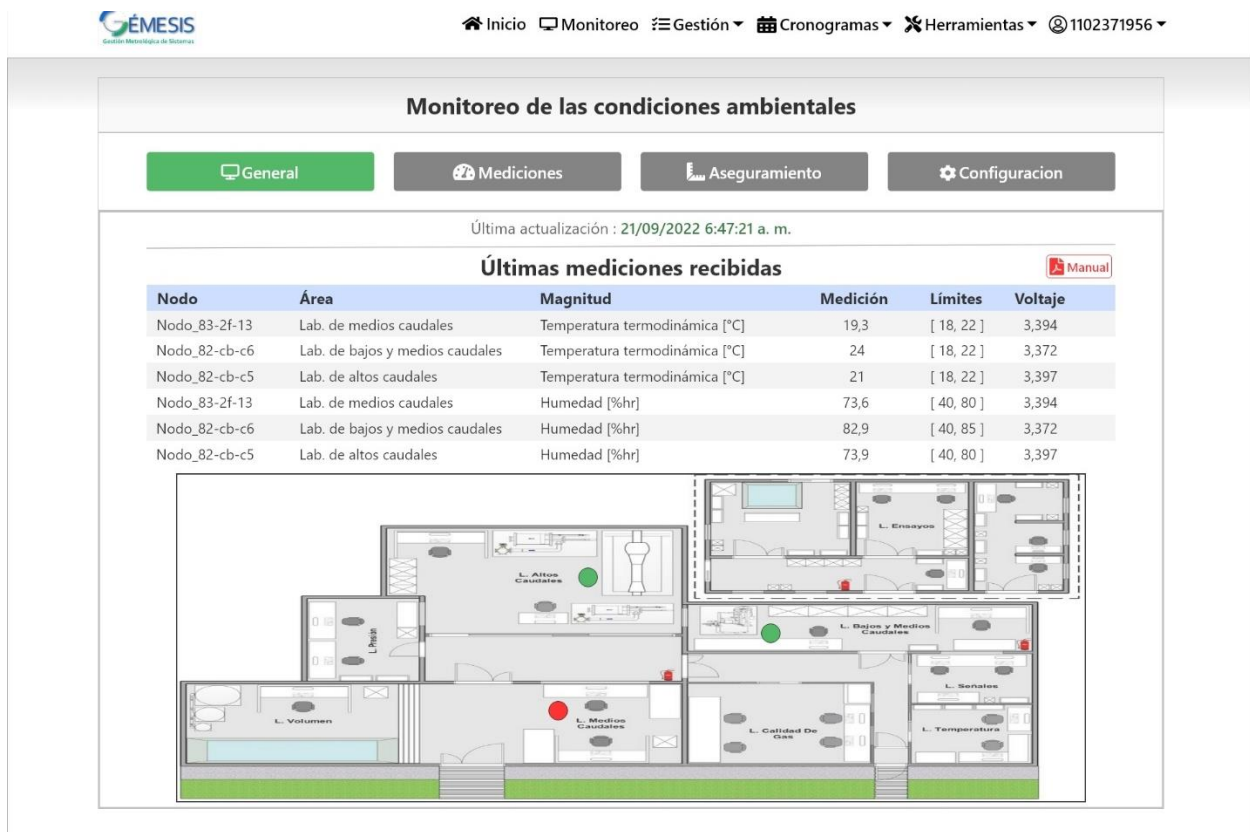 GÉMESIS
Gestión Metrológica de Sistemas
Inicio Monitoreo Gestión Cronogramas Herramientas 1102371956
Monitoreo de las condiciones ambientales
General Mediciones Aseguramiento Configuracion
Última actualización : 21/09/2022 6:47:21 a. m.
Últimas mediciones recibidas
Manual
Nodo Área Magnitud Medición Límites Voltaje
Nodo_83-2f-13 Lab. de medios caudales Temperatura termodinámica [°C] 19,3 [ 18, 22 ] 3,394
Nodo_82-cb-c6 Lab. de bajos y medios caudales Temperatura termodinámica [°C] 24 [ 18, 22 ] 3,372
Nodo_82-cb-c5 Lab. de altos caudales Temperatura termodinámica [°C] 21 [ 18, 22 ] 3,397
Nodo_83-2f-13 Lab. de medios caudales Humedad [%hr] 73,6 [ 40, 80 ] 3,394
Nodo_82-cb-c6 Lab. de bajos y medios caudales Humedad [%hr] 82,9 [ 40, 85 ] 3,372
Nodo_82-cb-c5 Lab. de altos caudales Humedad [%hr] 73,9 [ 40, 80 ] 3,397
L. Ensayos
L. Altos
Caudales
L. Bajos y Medios
Caudales
L. Presión
L. Señales
L. Volumen
L. Medios
Caudales
L. Calidad De
Gas
L. Temperatura